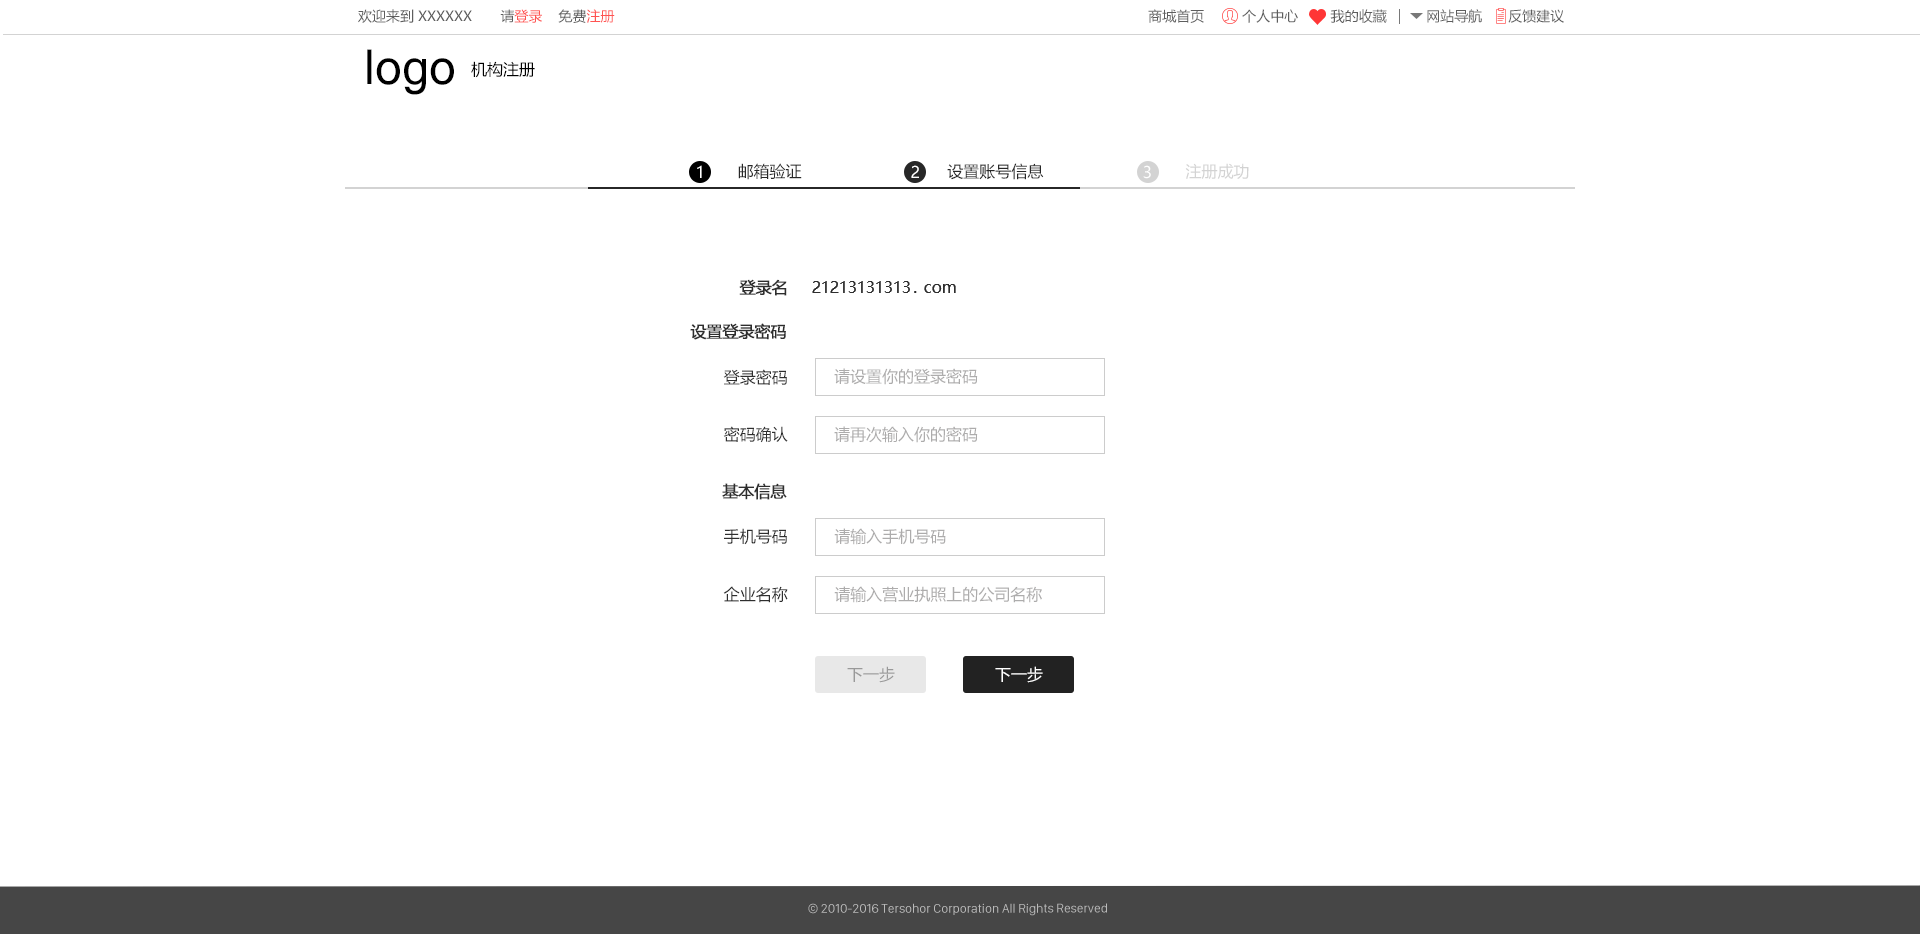 欢迎来到 XXXXXX 请登录 免费注册 商城首页 个人中心 我的收藏 | 网站导航 反馈建议
logo 机构注册
1 邮箱验证 2 设置账号信息 3 注册成功
登录名 21213131313. com
设置登录密码
登录密码 请设置你的登录密码
密码确认 请再次输入你的密码
基本信息
手机号码 请输入手机号码
企业名称 请输入营业执照上的公司名称
下一步 下一步
© 2010-2016 Tersohor Corporation All Rights Reserved